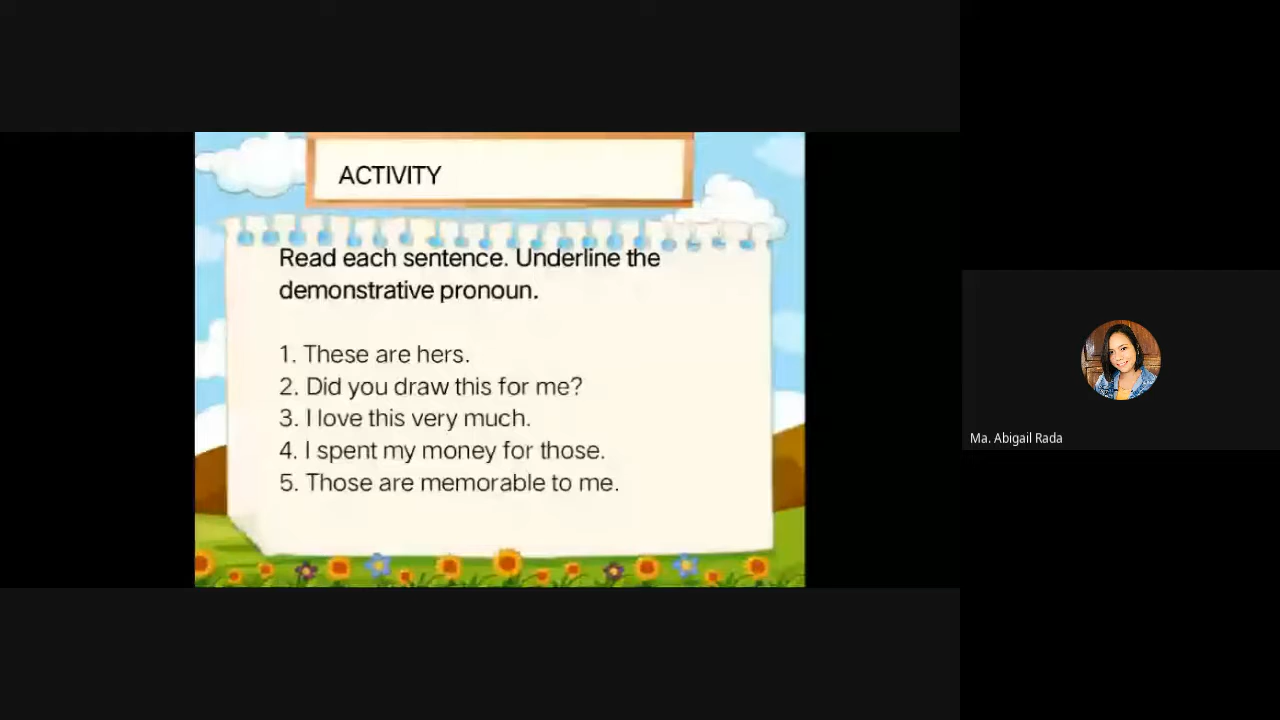 ACTIVITY
Read each sentence. Underline the
demonstrative pronoun.
1. These are hers.
2. Did you draw this for me?
3. I love this very much.
4. I spent my money for those.
5. Those are memorable to me.
Ma. Abigail Rada